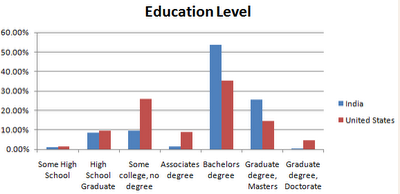 Education Level
60.00%
50.00%
40.00%
30.00%
20.00%
10.00%
0.00%
Some High
School
High
School
Graduate
Some
college, no
degree
Associates
degree
Bachelors
degree
Graduate
degree,
Masters
Graduate
degree,
Doctorate
India
United States